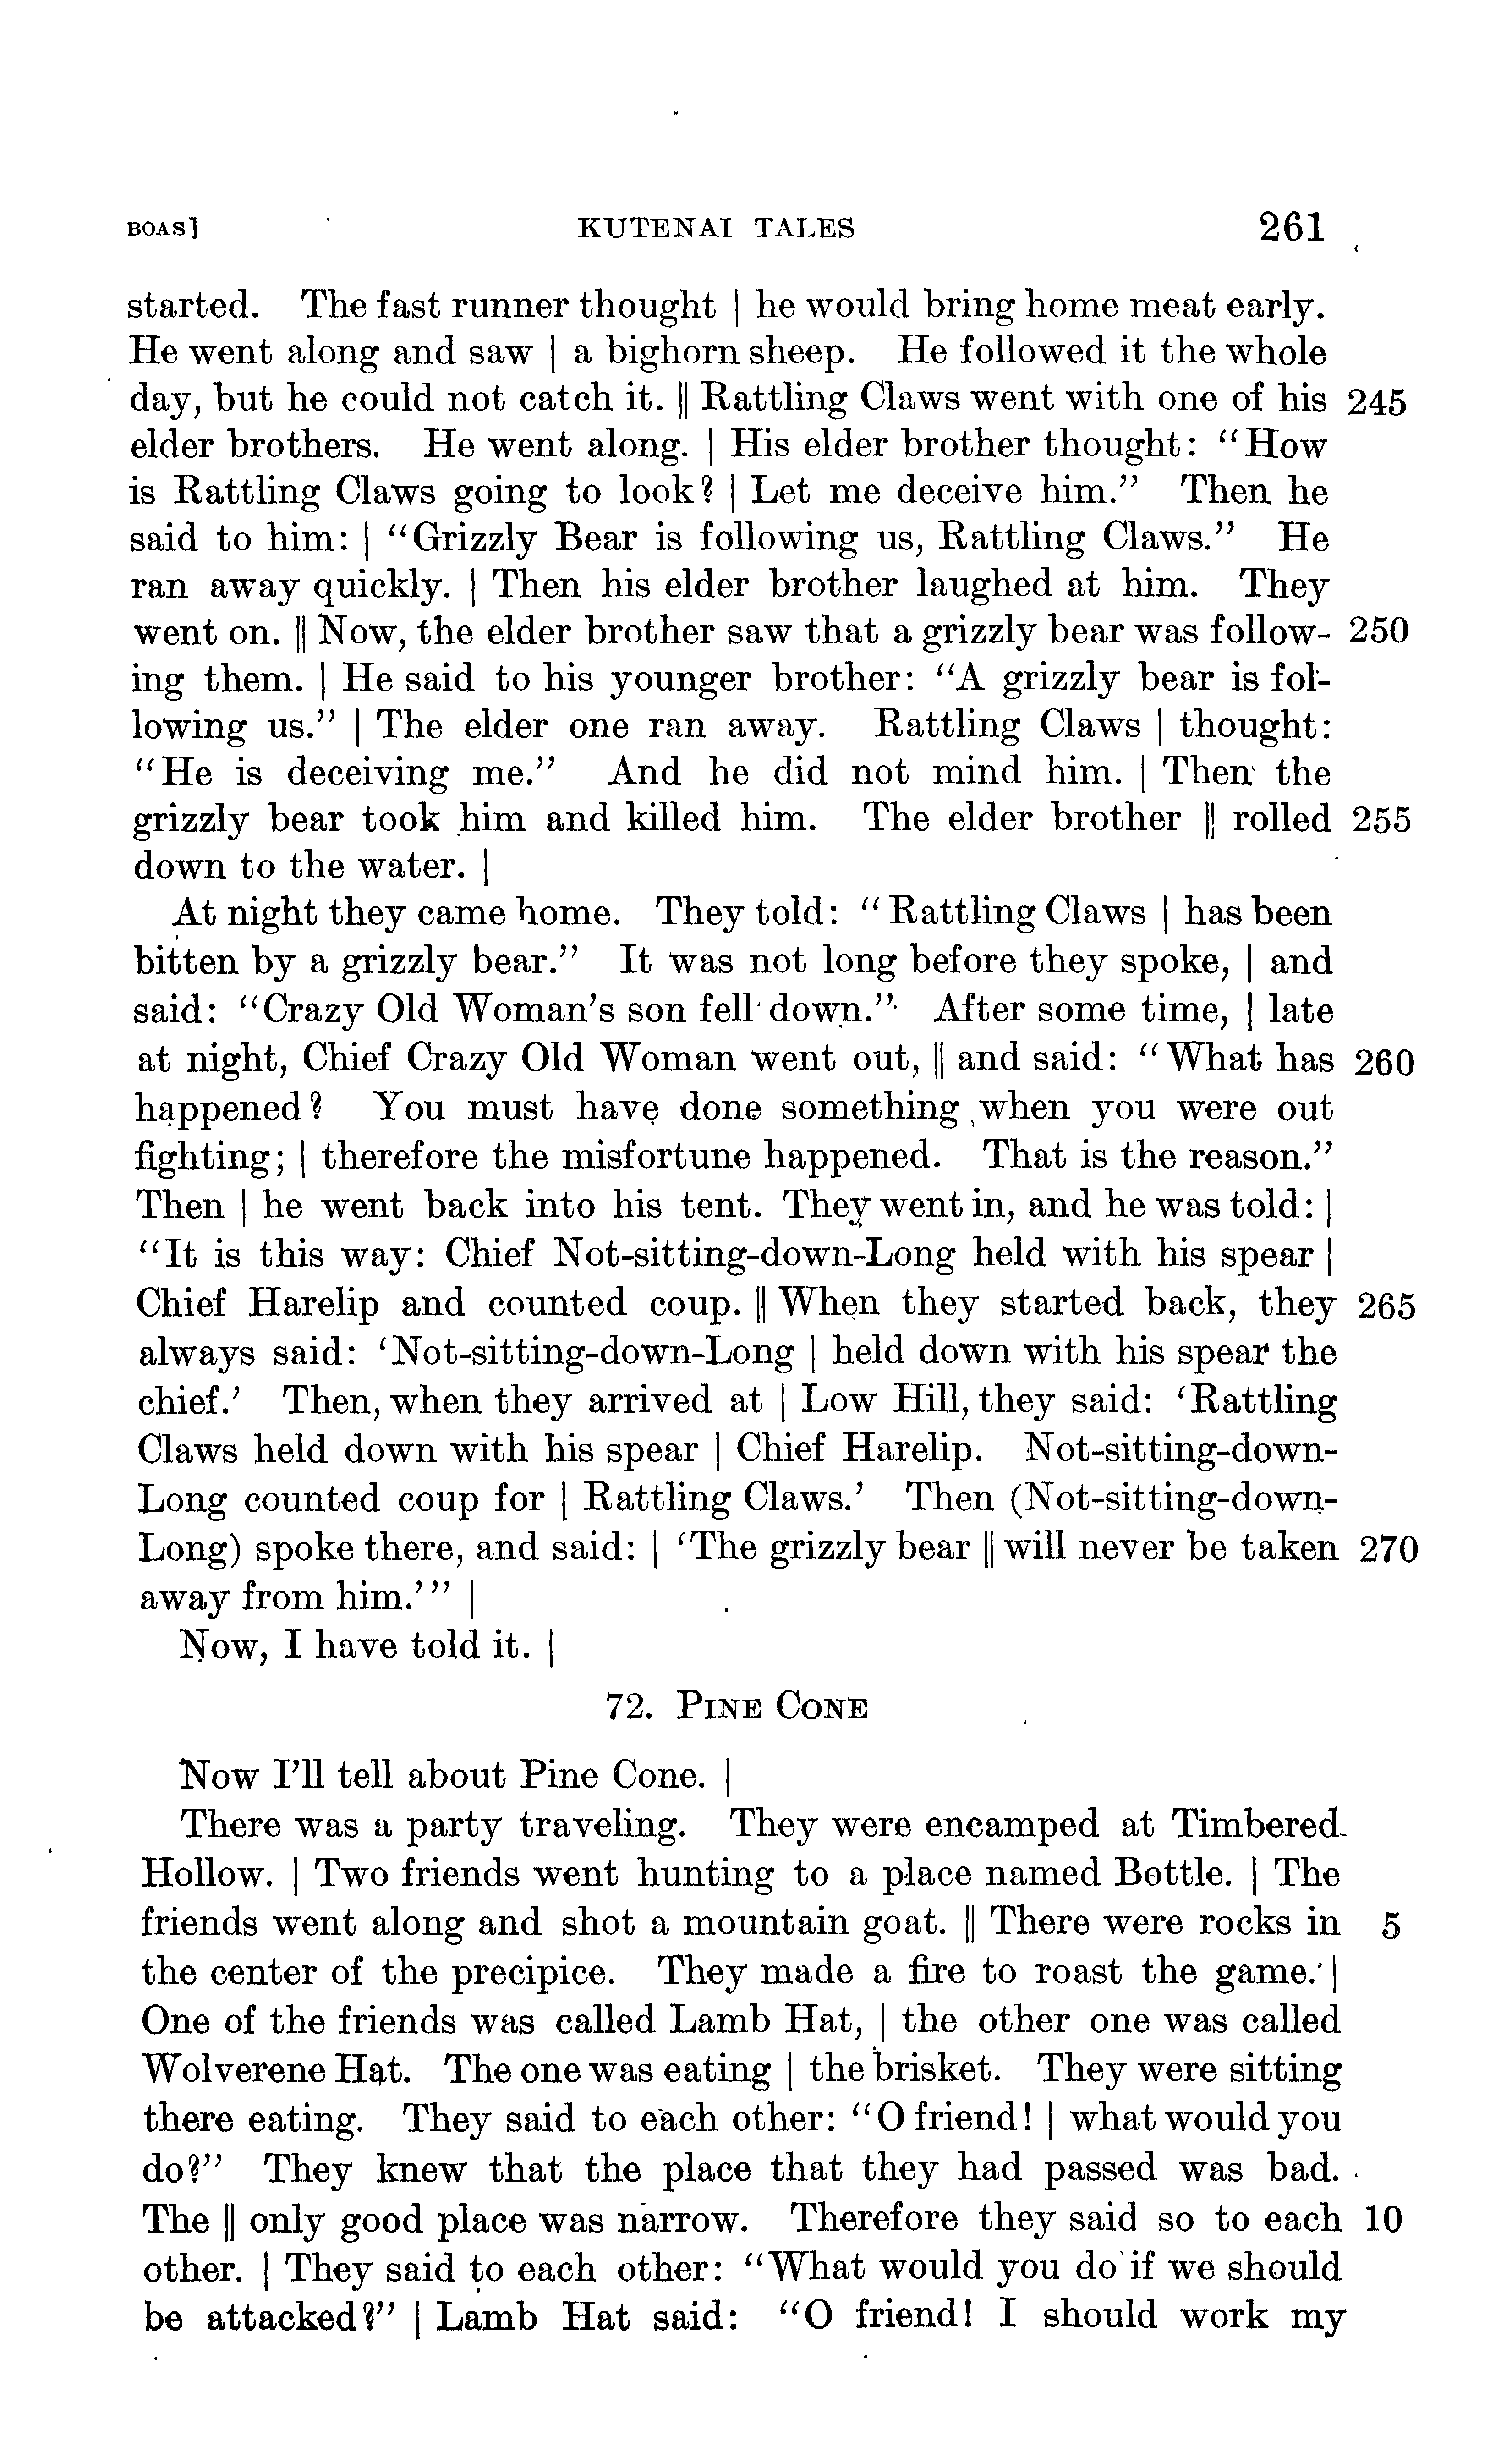 BOAS] KUTENAI TALES 261
started. The fast runner thought | he would bring home meat early.
He went along and saw | a bighorn sheep. He followed it the whole
day, but he could not catch it. || Rattling Claws went with one of his 245
elder brothers. He went along. | His elder brother thought: "How
is Rattling Claws going to look? | Let me deceive him." Then he
said to him: | "Grizzly Bear is following us, Rattling Claws." He
ran away quickly. | Then his elder brother laughed at him. They
went on. || Now, the elder brother saw that a grizzly bear was follow- 250
ing them. | He said to his younger brother: "A grizzly bear is fol-
lowing us." | The elder one ran away. Rattling Claws | thought:
"He is deceiving me." And he did not mind him. | Then the
grizzly bear took him and killed him. The elder brother || rolled 255
down to the water. |
At night they came home. They told: "Rattling Claws | has been
bitten by a grizzly bear." It was not long before they spoke, | and
said: "Crazy Old Woman's son fell down." After some time, | late
at night, Chief Crazy Old Woman went out, || and said: "What has 260
happened? You must have done something when you were out
fighting; | therefore the misfortune happened. That is the reason."
Then | he went back into his tent. They went in, and he was told: |
"It is this way: Chief Not-sitting-down-Long held with his spear |
Chief Harelip and counted coup. || When they started back, they 265
always said: 'Not-sitting-down-Long | held down with his spear the
chief.' Then, when they arrived at | Low Hill, they said: 'Rattling
Claws held down with his spear | Chief Harelip. Not-sitting-down-
Long counted coup for | Rattling Claws.' Then (Not-sitting-down-
Long) spoke there, and said: | 'The grizzly bear || will never be taken 270
away from him.'" |
Now, I have told it. |
72. PINE CONE
Now I'll tell about Pine Cone. |
There was a party traveling. They were encamped at Timbered
Hollow. | Two friends went hunting to a place named Bottle. | The
friends went along and shot a mountain goat. || There were rocks in 5
the center of the precipice. They made a fire to roast the game. |
One of the friends was called Lamb Hat, | the other one was called
Wolverene Hat. The one was eating | the brisket. They were sitting
there eating. They said to each other: "O friend! | what would you
do?" They knew that the place that they had passed was bad.
The || only good place was narrow. Therefore they said so to each 10
other. | They said to each other: "What would you do if we should
be attacked?" | Lamb Hat said: "O friend! I should work my